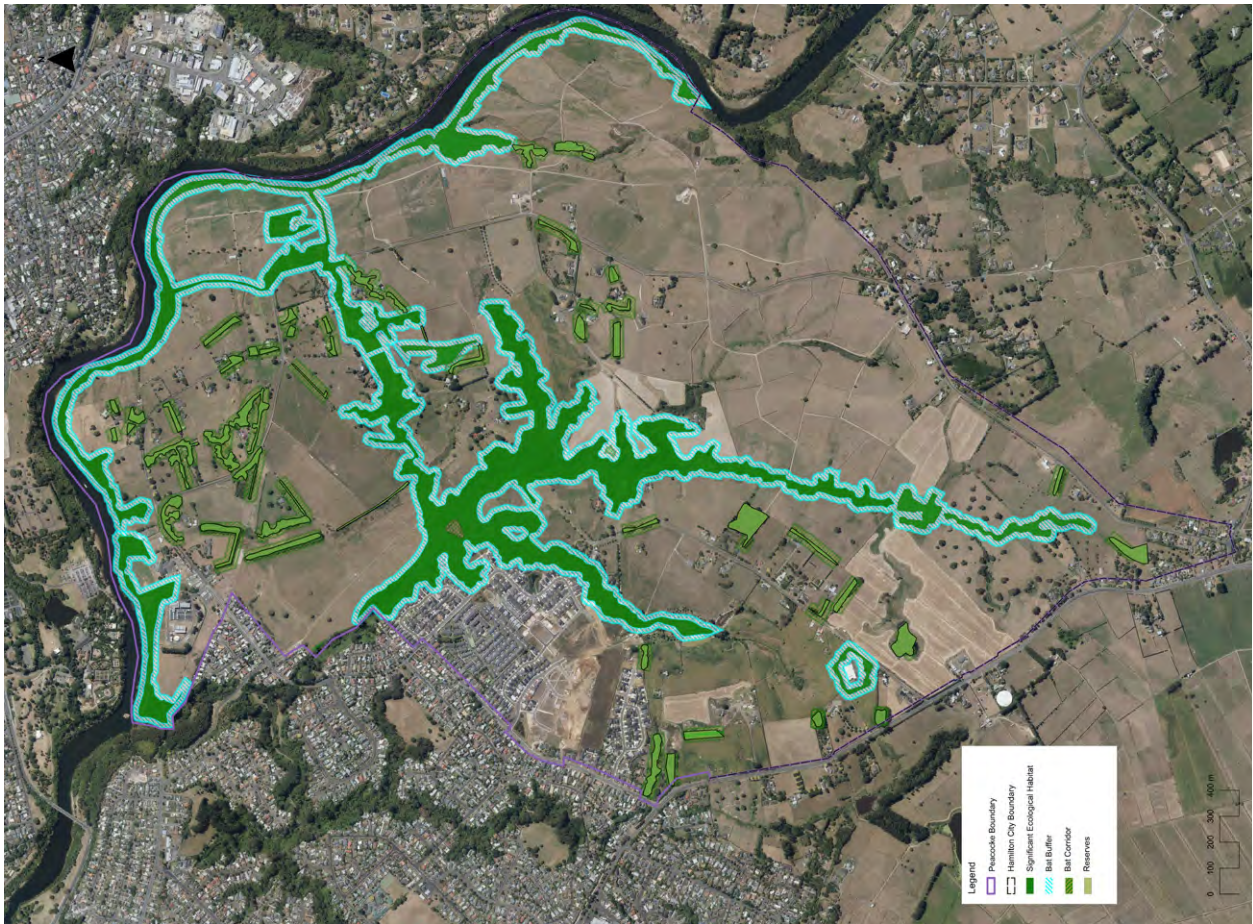 N
Legend
Peacocke Boundary
Hamilton City Boundary
Significant Ecological Habitat
Bat Buffer
Bat Corridor
Reserves
0 100 200 300 400 m